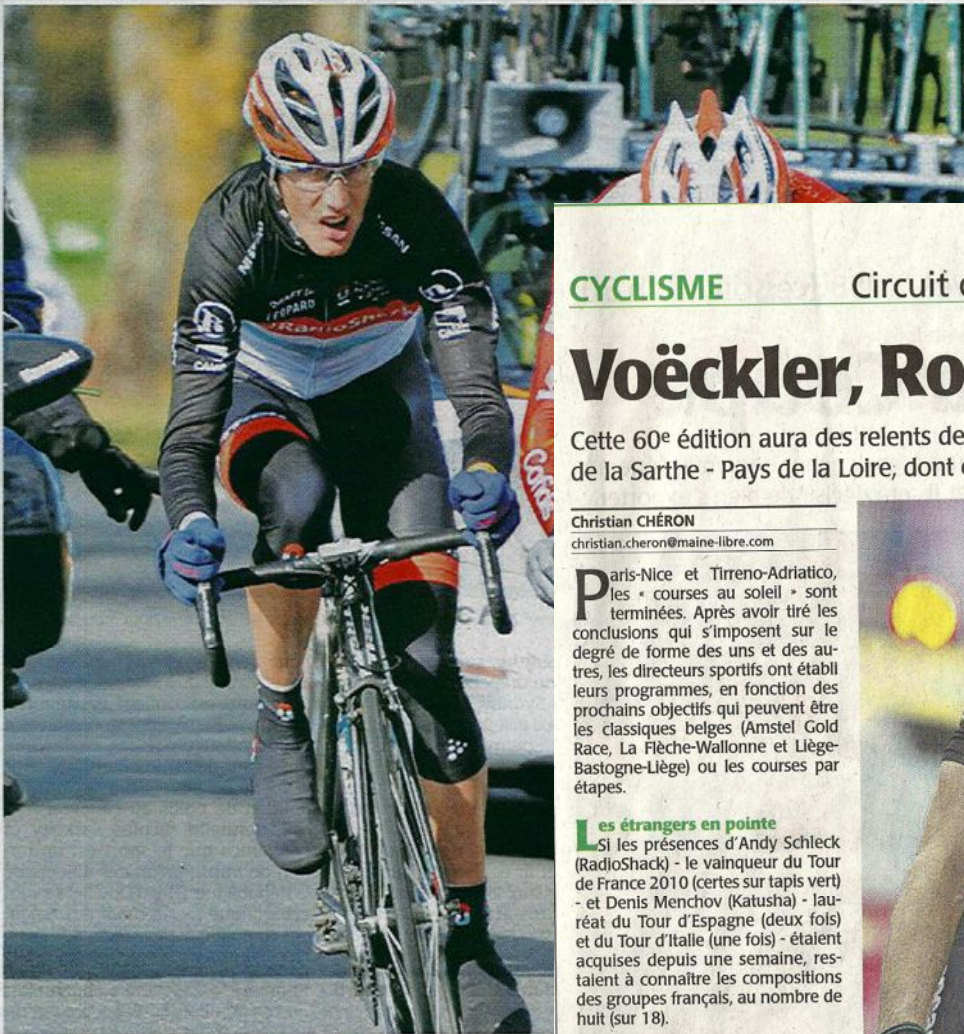 NISSAN
LEOPARD
RadioShack
Cofidis
CYCLISME
Circuit
Voëckler, Ro
Cette 60e édition aura des relents de
de la Sarthe - Pays de la Loire, dont
Christian CHÉRON
christian.cheron@maine-libre.com
Paris-Nice et Tirreno-Adriatico,
les « courses au soleil » sont
terminées. Après avoir tiré les
conclusions qui s'imposent sur le
degré de forme des uns et des au-
tres, les directeurs sportifs ont établi
leurs programmes, en fonction des
prochains objectifs qui peuvent être
les classiques belges (Amstel Gold
Race, La Flèche-Wallonne et Liège-
Bastogne-Liège) ou les courses par
étapes.
Les étrangers en pointe
Si les présences d'Andy Schleck
(RadioShack) - le vainqueur du Tour
de France 2010 (certes sur tapis vert)
- et Denis Menchov (Katusha) - lau-
réat du Tour d'Espagne (deux fois)
et du Tour d'Italie (une fois) - étaient
acquises depuis une semaine, res-
taient à connaître les compositions
des groupes français, au nombre de
huit (sur 18).